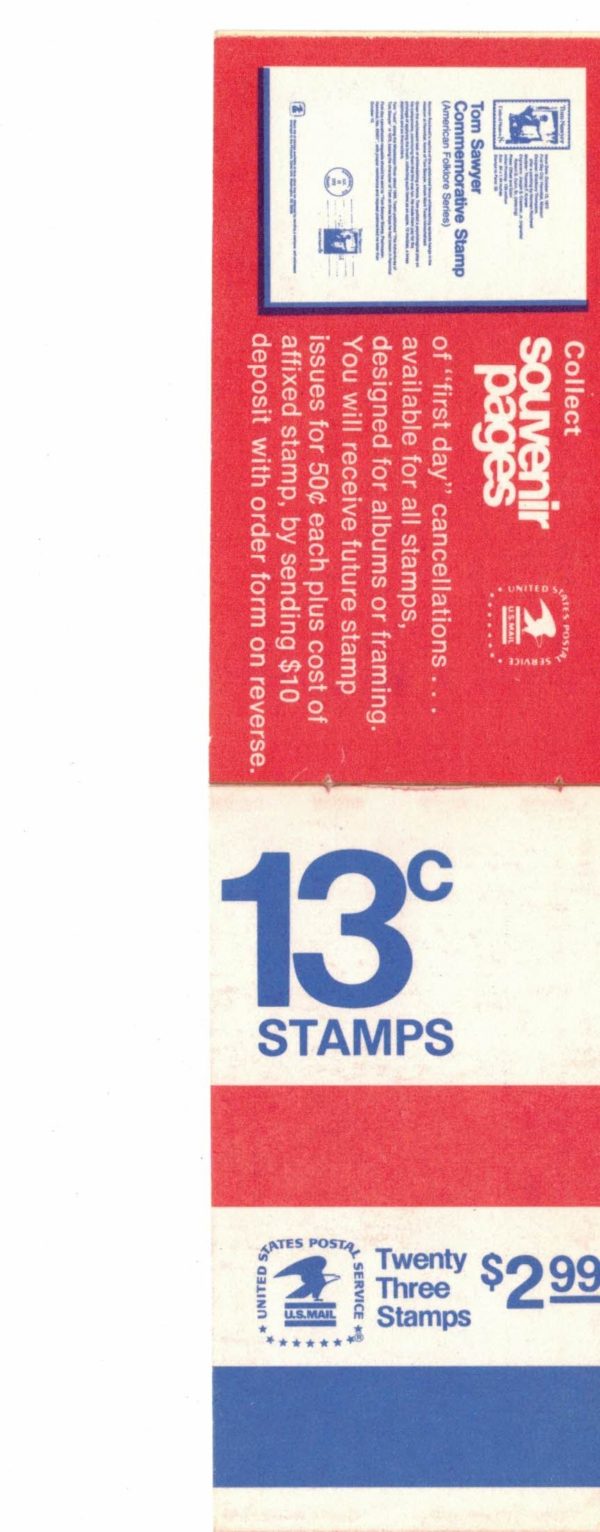 Tom Sawyer
Commemorative Stamp
(American Folklore Series)
Collect
souvenir
pages
UNITED STATES POSTAL SERVICE
U.S.MAIL
of "first day" cancellations . . .
available for all stamps,
designed for albums or framing.
You will receive future stamp
issues for 50¢ each plus cost of
affixed stamp, by sending $10
deposit with order form on reverse.
13c
STAMPS
UNITED STATES POSTAL SERVICE
U.S.MAIL
®
Twenty
Three
Stamps
$2 99